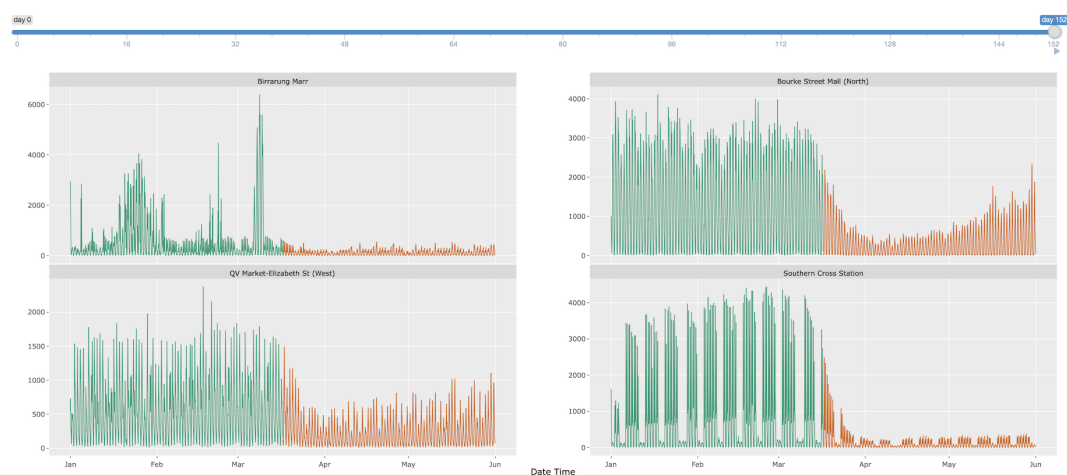 day 0 day 152
0 16 32 48 64 80 96 112 128 144 152
Birrarung Marr
6000
4000
2000
0
Bourke Street Mall (North)
4000
3000
2000
1000
0
QV Market-Elizabeth St (West)
2000
1500
1000
500
0
Jan Feb Mar Apr May Jun
Southern Cross Station
4000
3000
2000
1000
0
Jan Feb Mar Apr May Jun
Date Time